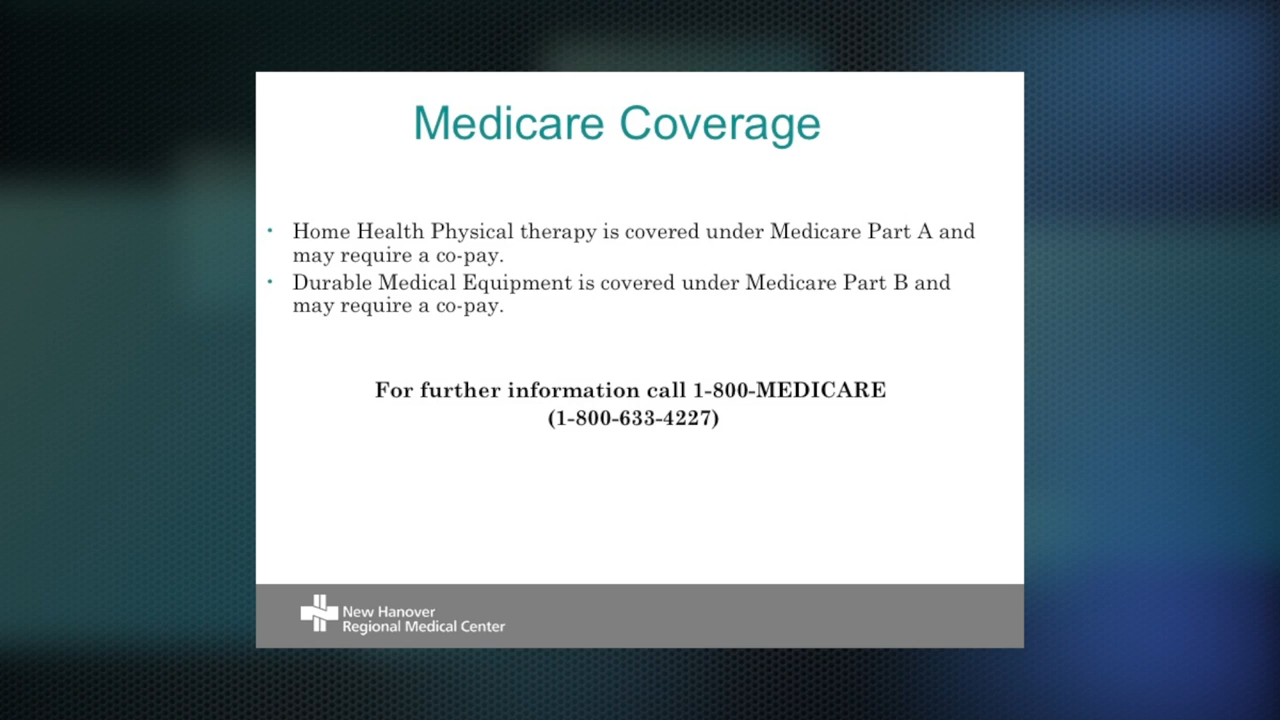 Medicare Coverage
• Home Health Physical therapy is covered under Medicare Part A and
may require a co-pay.
• Durable Medical Equipment is covered under Medicare Part B and
may require a co-pay.
For further information call 1-800-MEDICARE
(1-800-633-4227)
New Hanover
Regional Medical Center